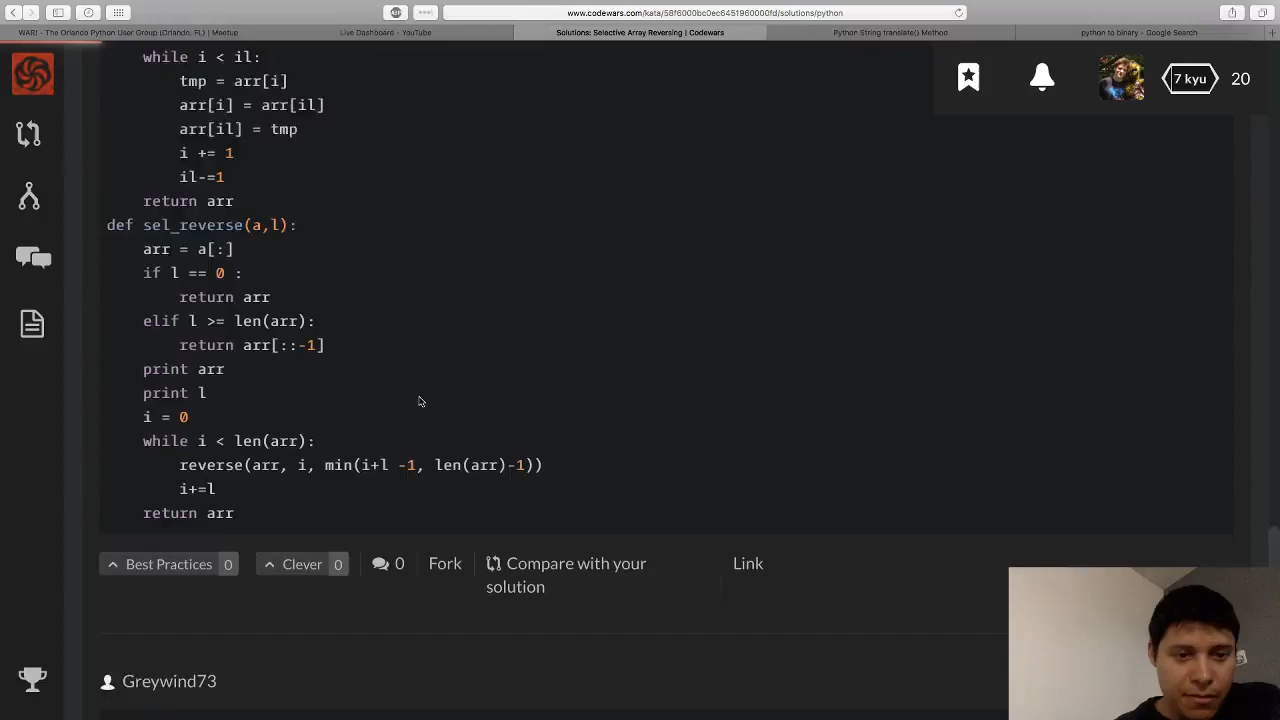 www.codewars.com/kata/58f6000bc0ec6451960000fd/solutions/python
WAR! - The Orlando Python User Group (Orlando, FL) | Meetup
Live Dashboard - YouTube
Solutions: Selective Array Reversing | Codewars
Python String translate() Method
python to binary - Google Search
7 kyu
20
while i < il:
tmp = arr[i]
arr[i] = arr[il]
arr[il] = tmp
i += 1
il-=1
return arr
def sel_reverse(a,l):
arr = a[:]
if l == 0 :
return arr
elif l >= len(arr):
return arr[::-1]
print arr
print l
i = 0
while i < len(arr):
reverse(arr, i, min(i+l -1, len(arr)-1))
i+=l
return arr
Best Practices 0
Clever 0
0
Fork
Compare with your
solution
Link
Greywind73